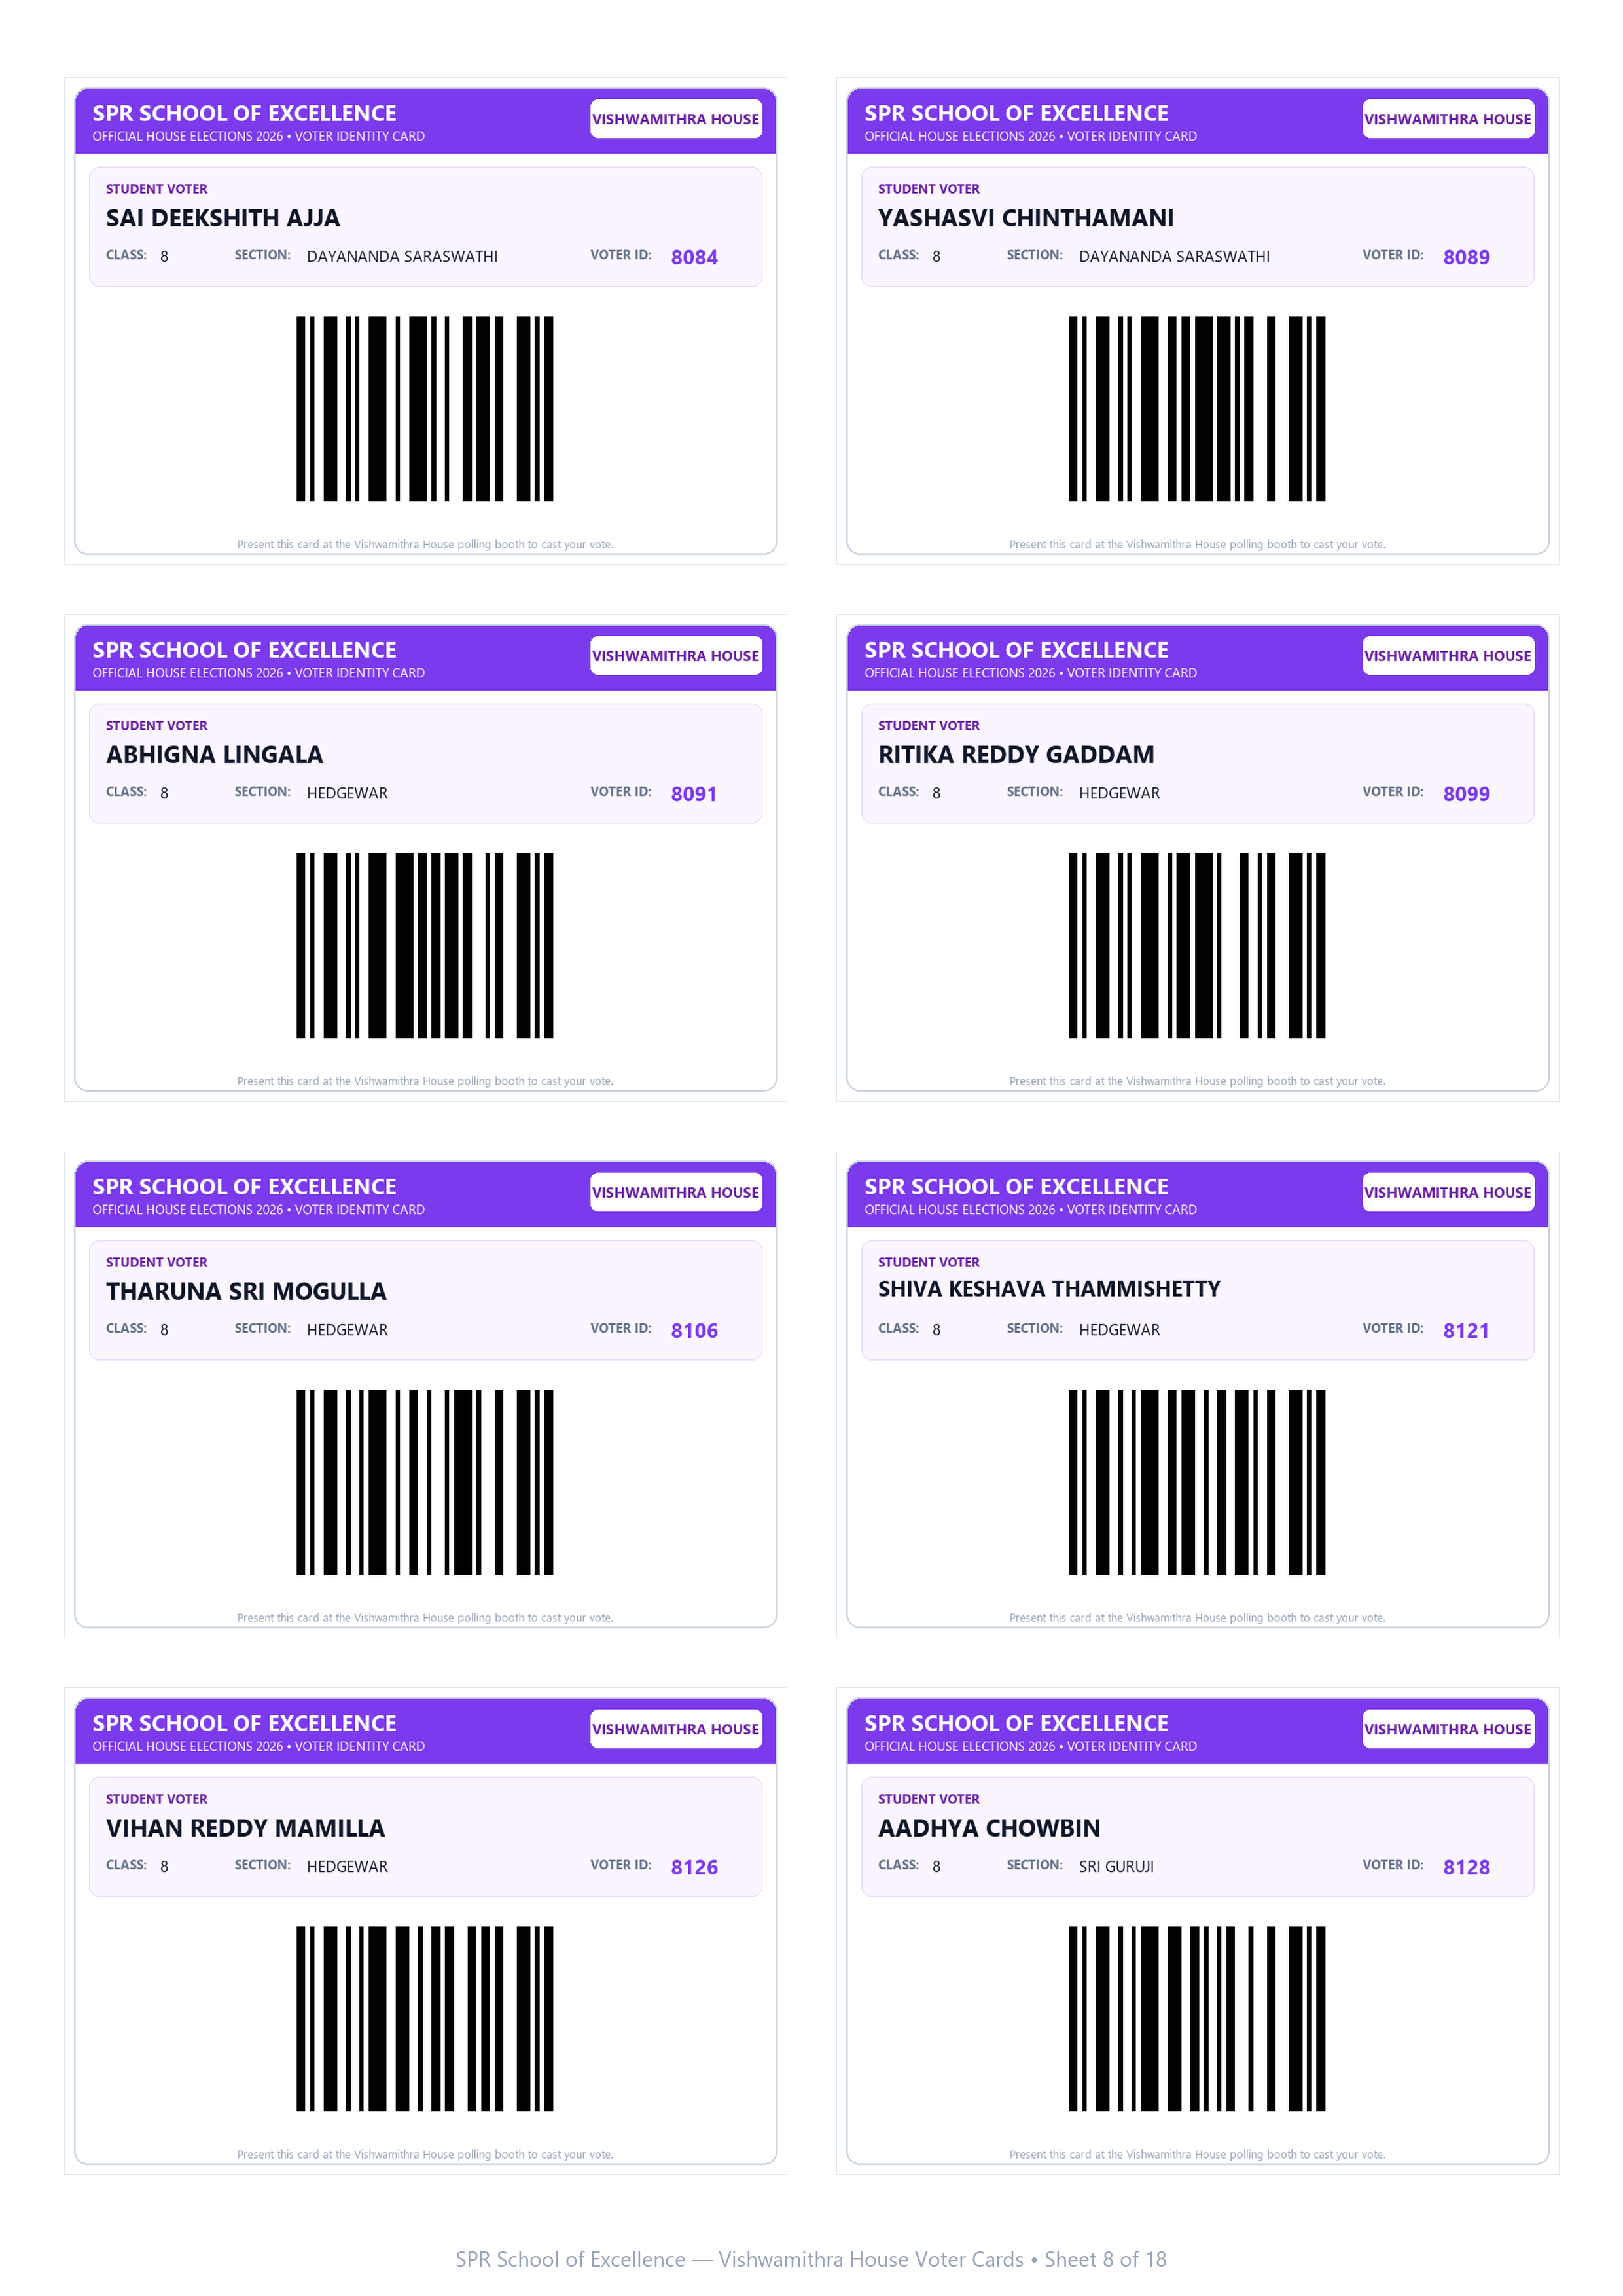 SPR SCHOOL OF EXCELLENCE
OFFICIAL HOUSE ELECTIONS 2026 • VOTER IDENTITY CARD
VISHWAMITHRA HOUSE
STUDENT VOTER
SAI DEEKSHITH AJJA
CLASS: 8 SECTION: DAYANANDA SARASWATHI VOTER ID: 8084
Present this card at the Vishwamithra House polling booth to cast your vote.
SPR SCHOOL OF EXCELLENCE
OFFICIAL HOUSE ELECTIONS 2026 • VOTER IDENTITY CARD
VISHWAMITHRA HOUSE
STUDENT VOTER
YASHASVI CHINTHAMANI
CLASS: 8 SECTION: DAYANANDA SARASWATHI VOTER ID: 8089
Present this card at the Vishwamithra House polling booth to cast your vote.
SPR SCHOOL OF EXCELLENCE
OFFICIAL HOUSE ELECTIONS 2026 • VOTER IDENTITY CARD
VISHWAMITHRA HOUSE
STUDENT VOTER
ABHIGNA LINGALA
CLASS: 8 SECTION: HEDGEWAR VOTER ID: 8091
Present this card at the Vishwamithra House polling booth to cast your vote.
SPR SCHOOL OF EXCELLENCE
OFFICIAL HOUSE ELECTIONS 2026 • VOTER IDENTITY CARD
VISHWAMITHRA HOUSE
STUDENT VOTER
RITIKA REDDY GADDAM
CLASS: 8 SECTION: HEDGEWAR VOTER ID: 8099
Present this card at the Vishwamithra House polling booth to cast your vote.
SPR SCHOOL OF EXCELLENCE
OFFICIAL HOUSE ELECTIONS 2026 • VOTER IDENTITY CARD
VISHWAMITHRA HOUSE
STUDENT VOTER
THARUNA SRI MOGULLA
CLASS: 8 SECTION: HEDGEWAR VOTER ID: 8106
Present this card at the Vishwamithra House polling booth to cast your vote.
SPR SCHOOL OF EXCELLENCE
OFFICIAL HOUSE ELECTIONS 2026 • VOTER IDENTITY CARD
VISHWAMITHRA HOUSE
STUDENT VOTER
SHIVA KESHAVA THAMMISHETTY
CLASS: 8 SECTION: HEDGEWAR VOTER ID: 8121
Present this card at the Vishwamithra House polling booth to cast your vote.
SPR SCHOOL OF EXCELLENCE
OFFICIAL HOUSE ELECTIONS 2026 • VOTER IDENTITY CARD
VISHWAMITHRA HOUSE
STUDENT VOTER
VIHAN REDDY MAMILLA
CLASS: 8 SECTION: HEDGEWAR VOTER ID: 8126
Present this card at the Vishwamithra House polling booth to cast your vote.
SPR SCHOOL OF EXCELLENCE
OFFICIAL HOUSE ELECTIONS 2026 • VOTER IDENTITY CARD
VISHWAMITHRA HOUSE
STUDENT VOTER
AADHYA CHOWBIN
CLASS: 8 SECTION: SRI GURUJI VOTER ID: 8128
Present this card at the Vishwamithra House polling booth to cast your vote.
SPR School of Excellence — Vishwamithra House Voter Cards • Sheet 8 of 18